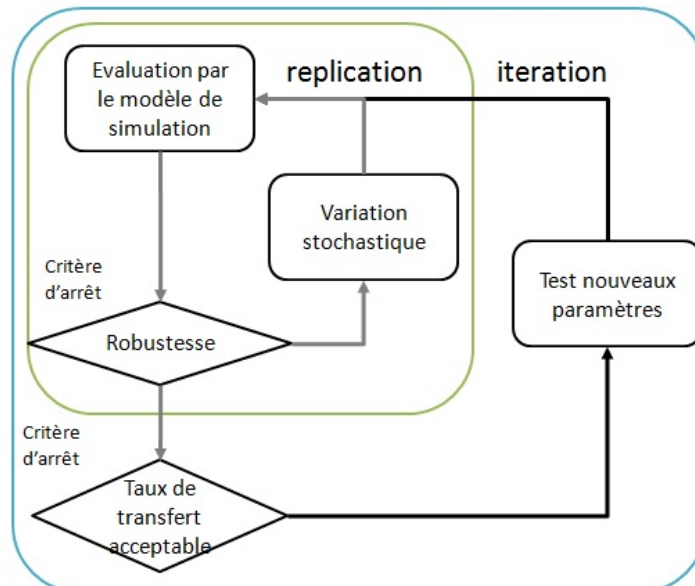 Evaluation par
le modèle de
simulation
replication
iteration
Variation
stochastique
Test nouveaux
paramètres
Critère
d'arrêt
Robustesse
Critère
d'arrêt
Taux de
transfert
acceptable